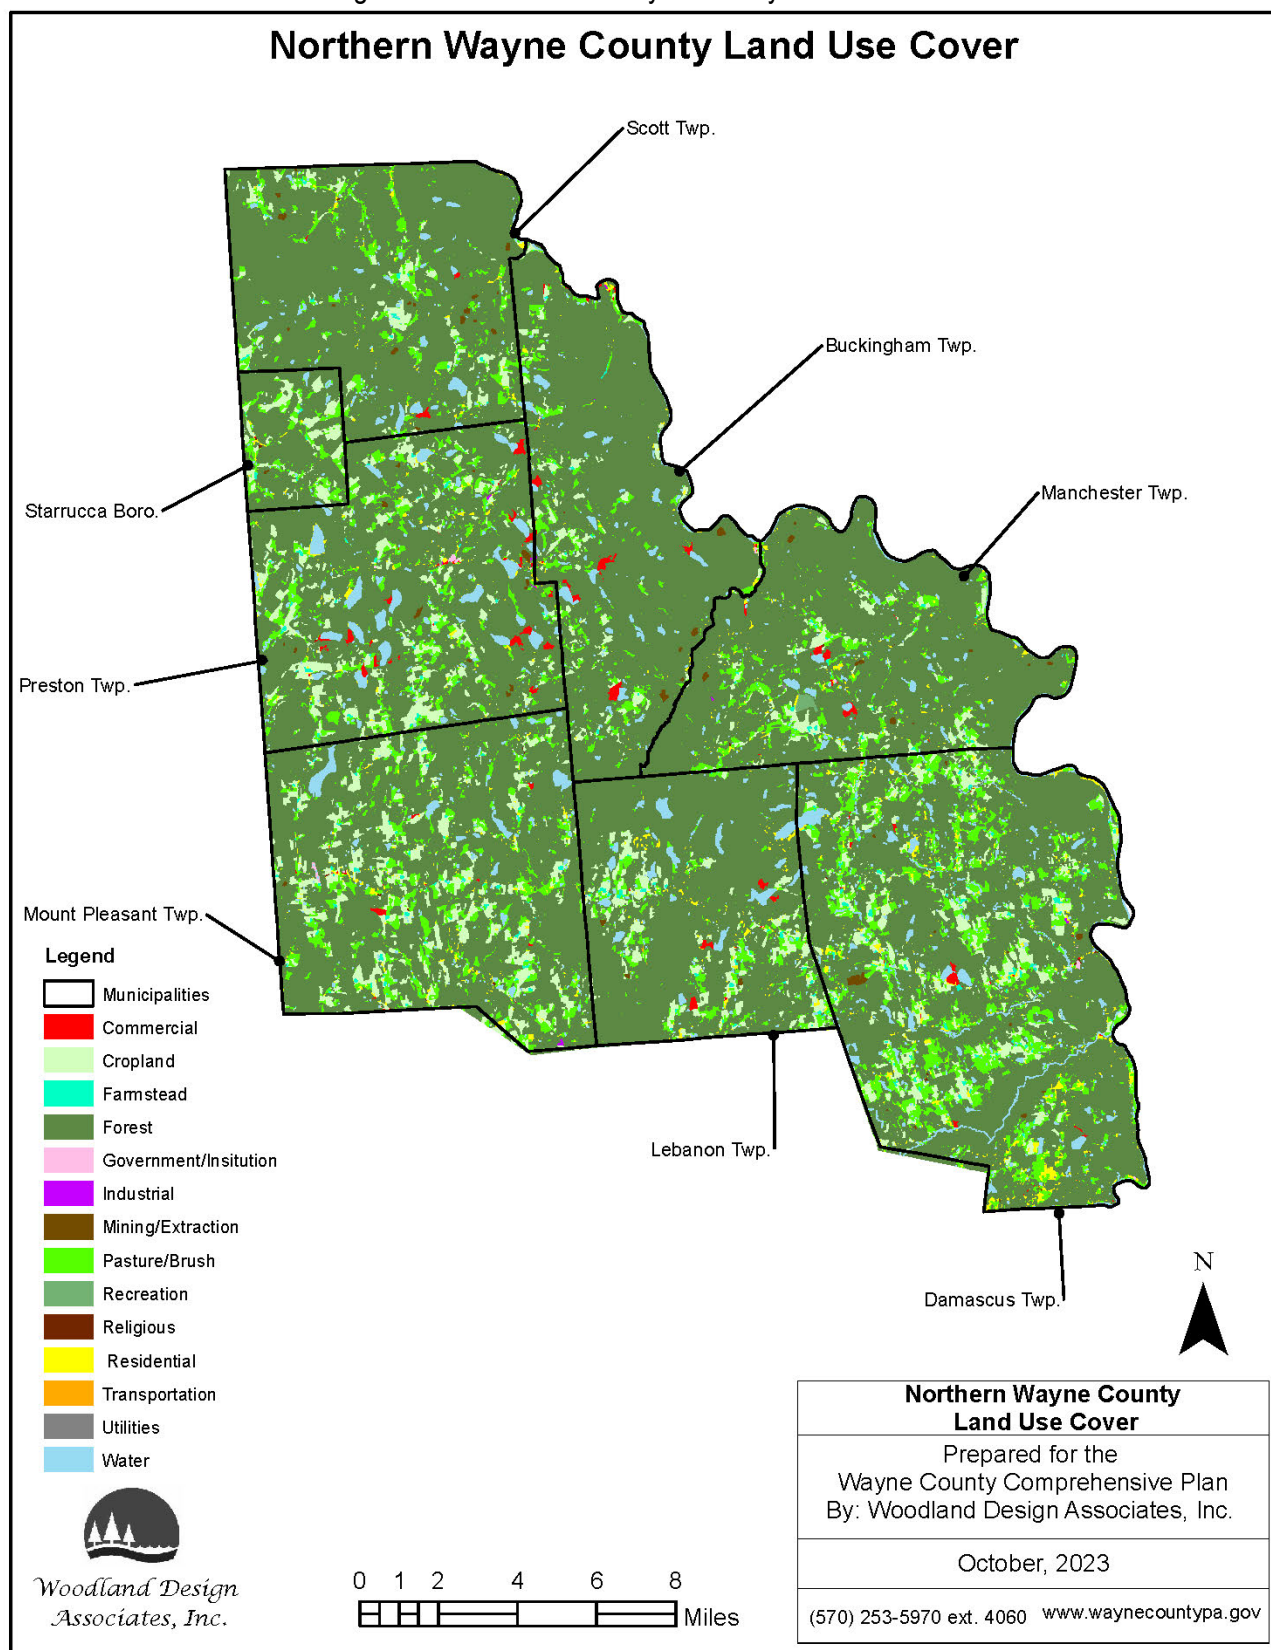 Northern Wayne County Land Use Cover
Scott Twp.
Buckingham Twp.
Manchester Twp.
Starrucca Boro.
Preston Twp.
Mount Pleasant Twp.
Lebanon Twp.
Damascus Twp.
Legend
Municipalities
Commercial
Cropland
Farmstead
Forest
Government/Insitution
Industrial
Mining/Extraction
Pasture/Brush
Recreation
Religious
Residential
Transportation
Utilities
Water
Woodland Design
Associates, Inc.
0 1 2 4 6 8
Miles
N
Northern Wayne County
Land Use Cover
Prepared for the
Wayne County Comprehensive Plan
By: Woodland Design Associates, Inc.
October, 2023
(570) 253-5970 ext. 4060 www.waynecountypa.gov